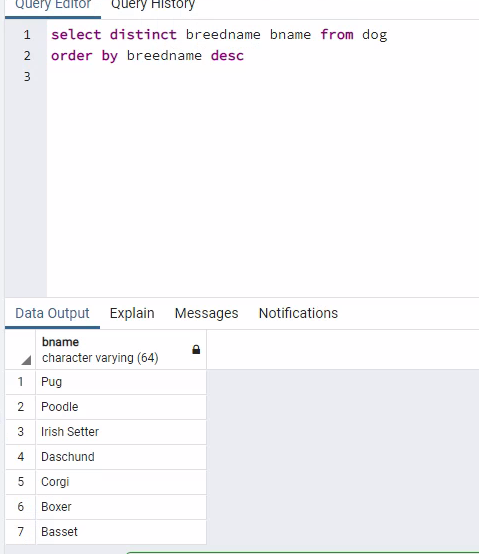 Query Editor Query History
1 select distinct breedname bname from dog
2 order by breedname desc
3
Data Output Explain Messages Notifications
bname
character varying (64)
1 Pug
2 Poodle
3 Irish Setter
4 Daschund
5 Corgi
6 Boxer
7 Basset